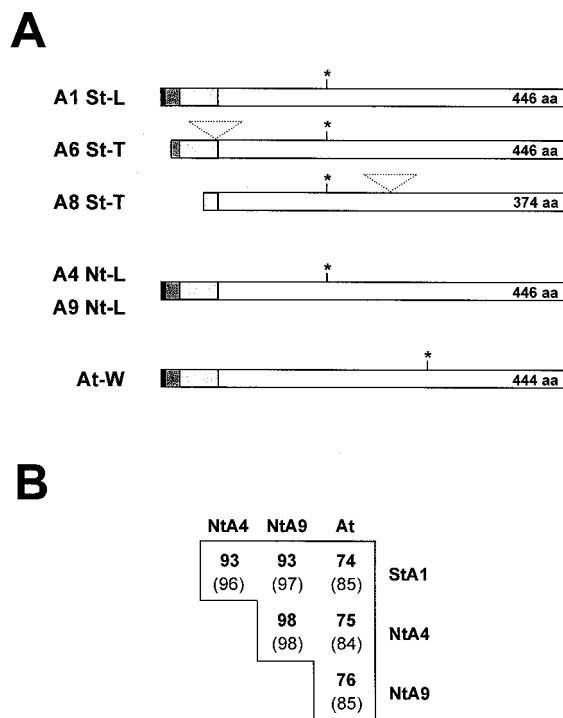 A
*
A1 St-L 446 aa
*
A6 St-T 446 aa
*
A8 St-T 374 aa
*
A4 Nt-L
446 aa
A9 Nt-L
*
At-W 444 aa
B
NtA4 NtA9 At
93 93 74
StA1
(96) (97) (85)
98 75
NtA4
(98) (84)
76
NtA9
(85)